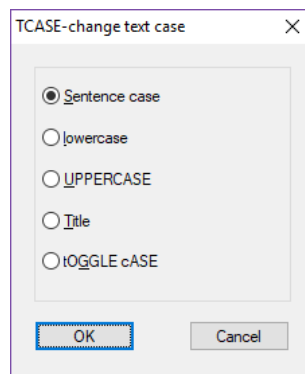 TCASE-change text case
Sentence case
lowercase
UPPERCASE
Title
tOGGLE cASE
OK Cancel